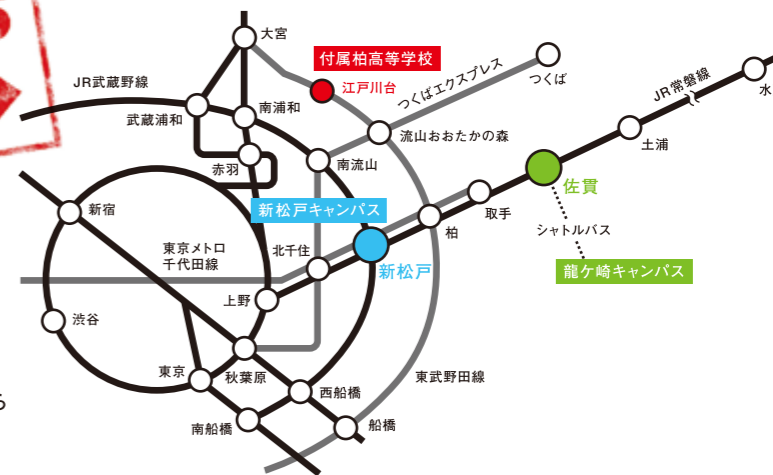 大宮
付属柏高等学校
江戸川台
つくばエクスプレス
つくば
JR常磐線
水
JR武蔵野線
武蔵浦和
南浦和
流山おおたかの森
土浦
赤羽
南流山
佐貫
新宿
新松戸キャンパス
取手
柏
シャトルバス
東京メトロ
千代田線
北千住
新松戸
龍ケ崎キャンパス
上野
渋谷
東京
秋葉原
西船橋
東武野田線
南船橋
船橋
ら